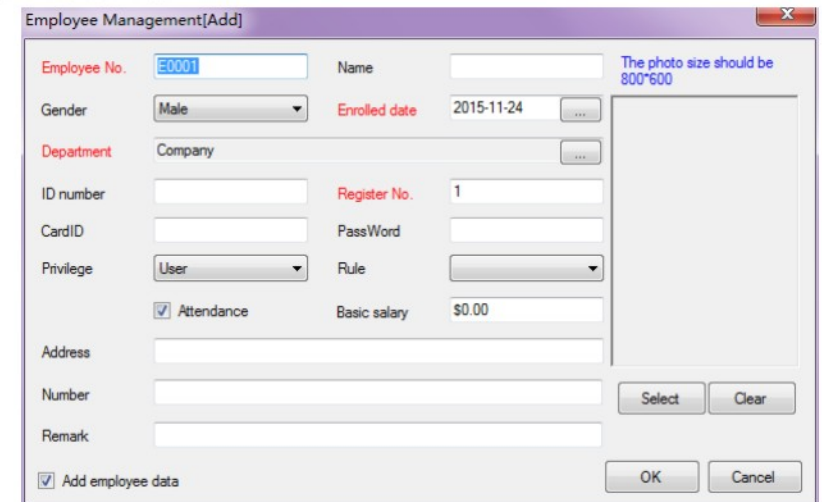 Employee Management[Add]
Employee No. E0001 Name
The photo size should be
800*600
Gender Male Enrolled date 2015-11-24 ...
Department Company ...
ID number Register No. 1
CardID PassWord
Privilege User Rule
Attendance Basic salary $0.00
Address
Number
Select Clear
Remark
Add employee data
OK Cancel